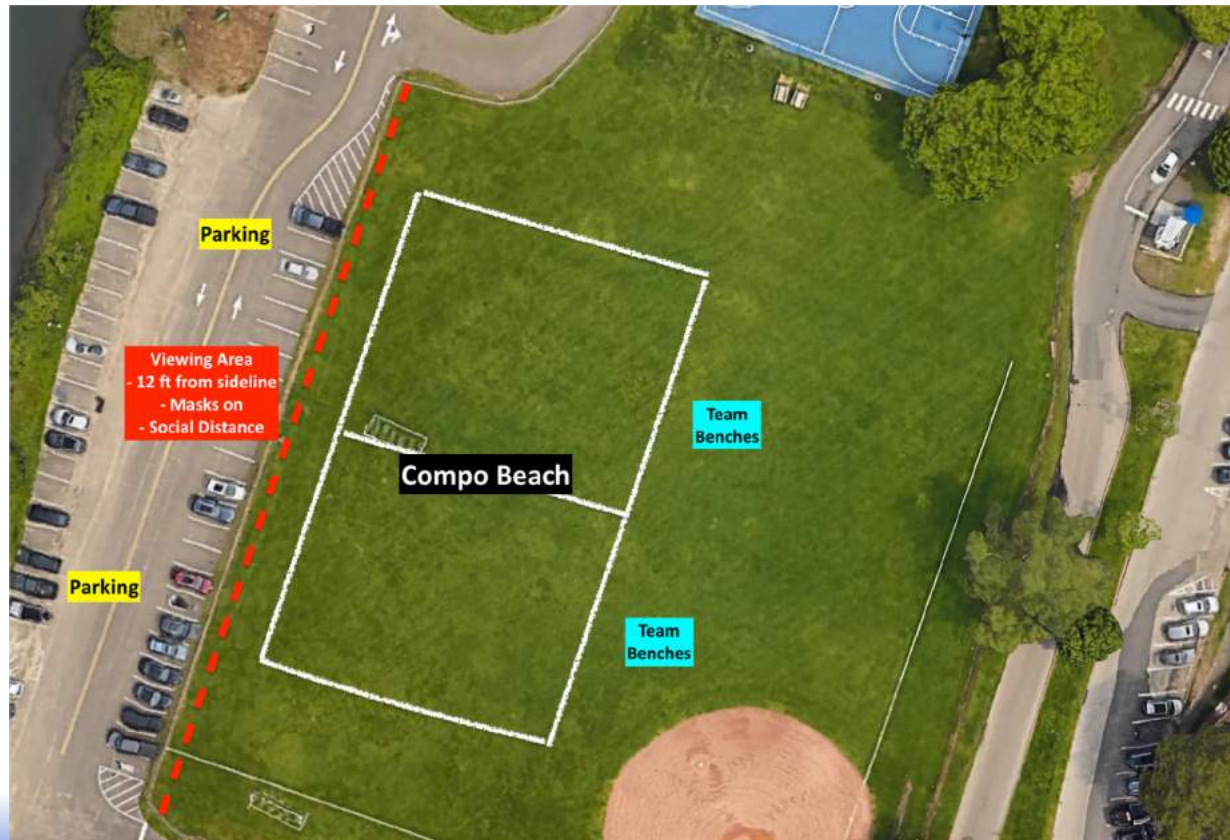 Parking
Viewing Area
- 12 ft from sideline
- Masks on
- Social Distance
Team
Benches
Compo Beach
Parking
Team
Benches